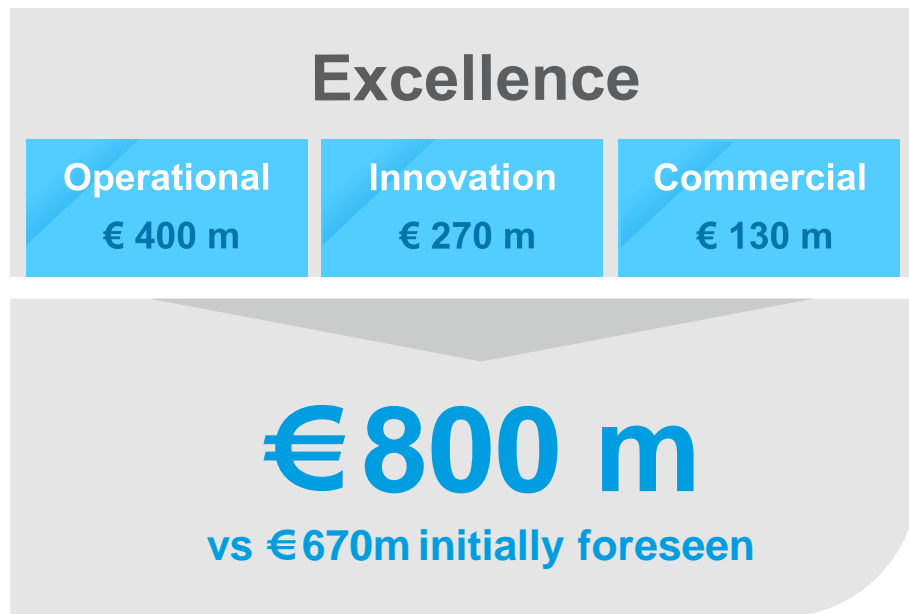 Excellence
Operational
€ 400 m
Innovation
€ 270 m
Commercial
€ 130 m
€800 m
vs €670m initially foreseen